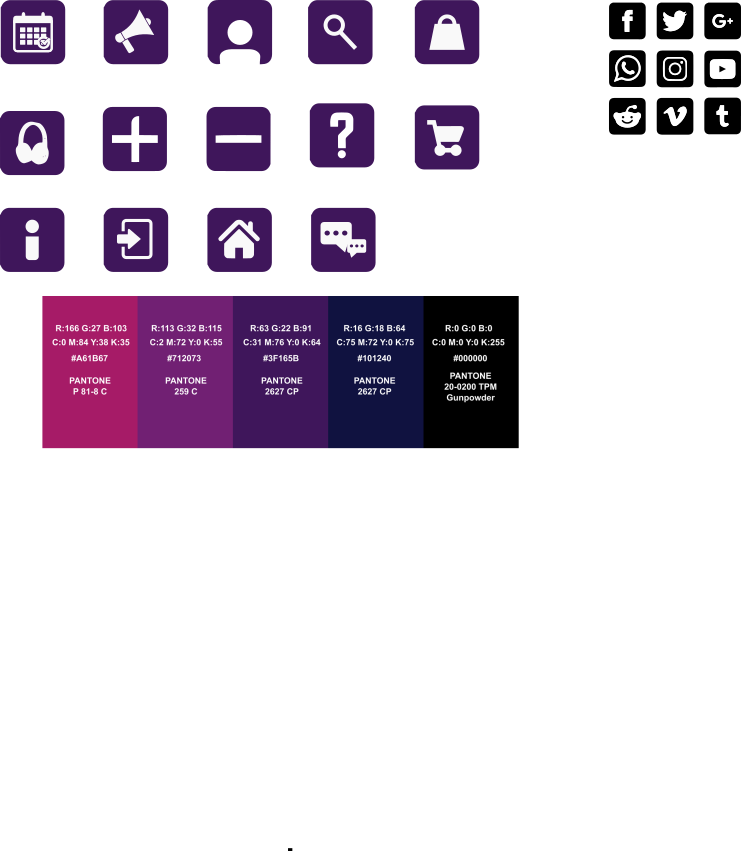 R:166 G:27 B:103
C:0 M:84 Y:38 K:35
#A61B67
PANTONE
P 81-8 C
R:113 G:32 B:115
C:2 M:72 Y:0 K:55
#712073
PANTONE
259 C
R:63 G:22 B:91
C:31 M:76 Y:0 K:64
#3F165B
PANTONE
2627 CP
R:16 G:18 B:64
C:75 M:72 Y:0 K:75
#101240
PANTONE
2627 CP
R:0 G:0 B:0
C:0 M:0 Y:0 K:255
#000000
PANTONE
20-0200 TPM
Gunpowder